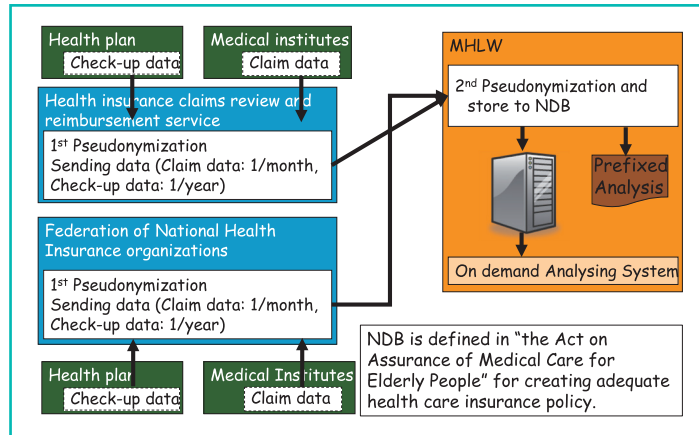 Health plan
Check-up data
Medical institutes
Claim data
Health insurance claims review and
reimbursement service
1st Pseudonymization
Sending data (Claim data: 1/month,
Check-up data: 1/year)
Federation of National Health
Insurance organizations
1st Pseudonymization
Sending data (Claim data: 1/month,
Check-up data: 1/year)
Health plan
Check-up data
Medical Institutes
Claim data
MHLW
2nd Pseudonymization and
store to NDB
Prefixed
Analysis
On demand Analysing System
NDB is defined in “the Act on
Assurance of Medical Care for
Elderly People” for creating adequate
health care insurance policy.